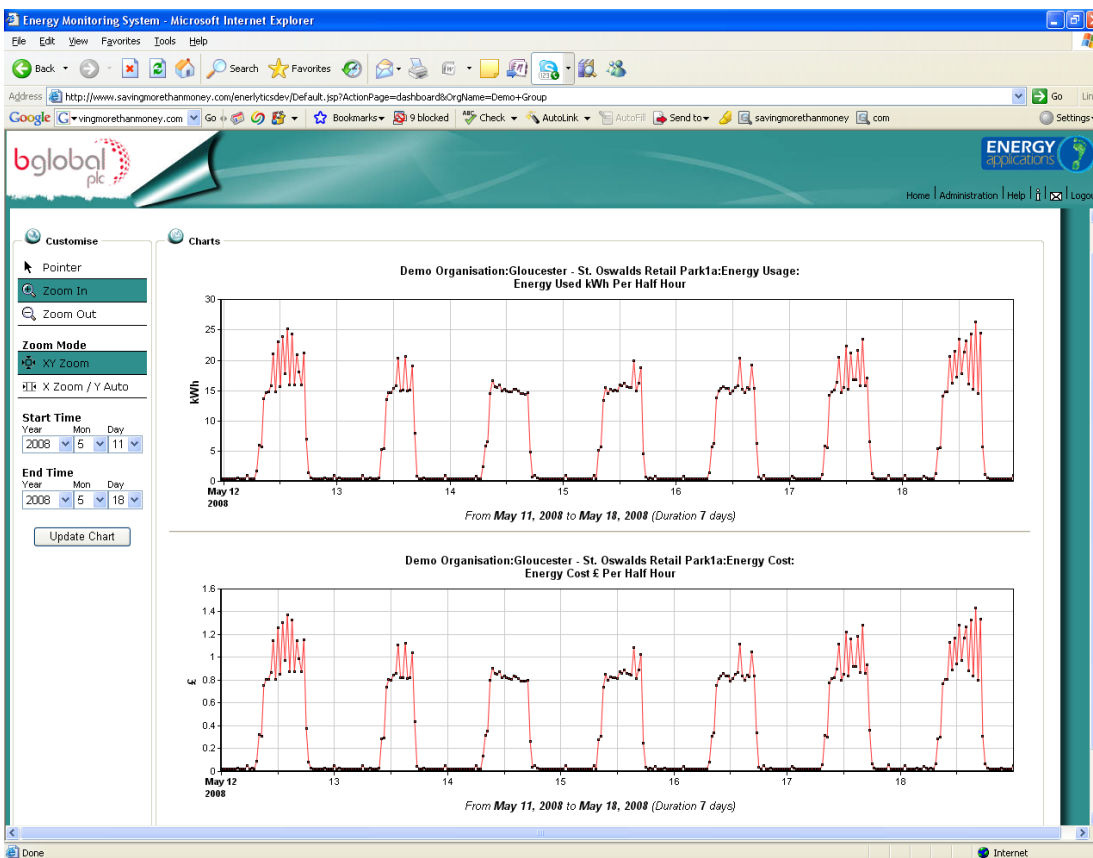 Energy Monitoring System - Microsoft Internet Explorer
File Edit View Favorites Tools Help
Back Search Favorites
Address http://www.savingmorethanmoney.com/enerlyticsdev/Default.jsp?ActionPage=dashboard&OrgName=Demo+Group Go Lin
Google G vingmorethanmoney.com Go Bookmarks 9 blocked ABC Check AutoLink AutoFill Send to savingmorethanmoney com Settings
bglobal plc
ENERGY applications
Home | Administration | Help | i | Logou
Customise
Pointer
Zoom In
Zoom Out
Zoom Mode
XY Zoom
X Zoom / Y Auto
Start Time
Year Mon Day
2008 5 11
End Time
Year Mon Day
2008 5 18
Update Chart
Charts
Demo Organisation:Gloucester - St. Oswalds Retail Park1a:Energy Usage:
Energy Used kWh Per Half Hour
30
25
20
15
10
5
0
kWh
May 12 13 14 15 16 17 18
2008
From May 11, 2008 to May 18, 2008 (Duration 7 days)
Demo Organisation:Gloucester - St. Oswalds Retail Park1a:Energy Cost:
Energy Cost £ Per Half Hour
1.6
1.4
1.2
1
0.8
0.6
0.4
0.2
0
£
May 12 13 14 15 16 17 18
2008
From May 11, 2008 to May 18, 2008 (Duration 7 days)
Done Internet